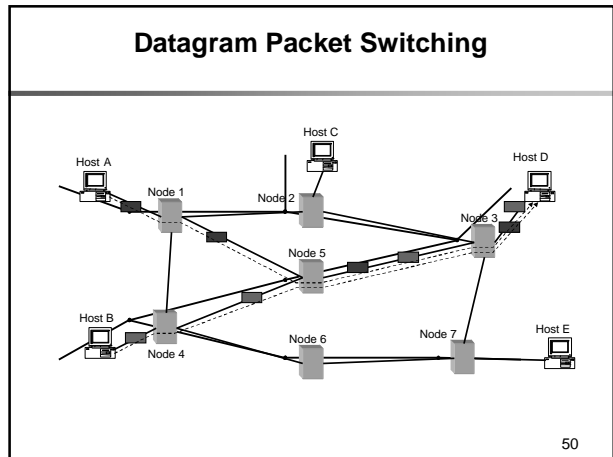 Datagram Packet Switching
Host C
Host A
Host D
Node 1
Node 2
Node 3
Node 5
Host B
Node 4
Node 6
Node 7
Host E
50